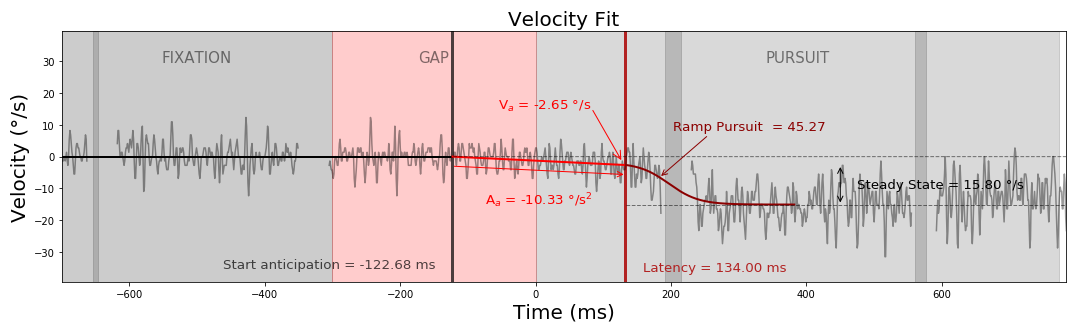 Velocity Fit
FIXATION
GAP
PURSUIT
V_a = -2.65 °/s
Ramp Pursuit = 45.27
Steady State = 15.80 °/s
A_a = -10.33 °/s²
Start anticipation = -122.68 ms
Latency = 134.00 ms
Velocity (°/s)
30
20
10
0
−10
−20
−30
−600
−400
−200
0
200
400
600
Time (ms)